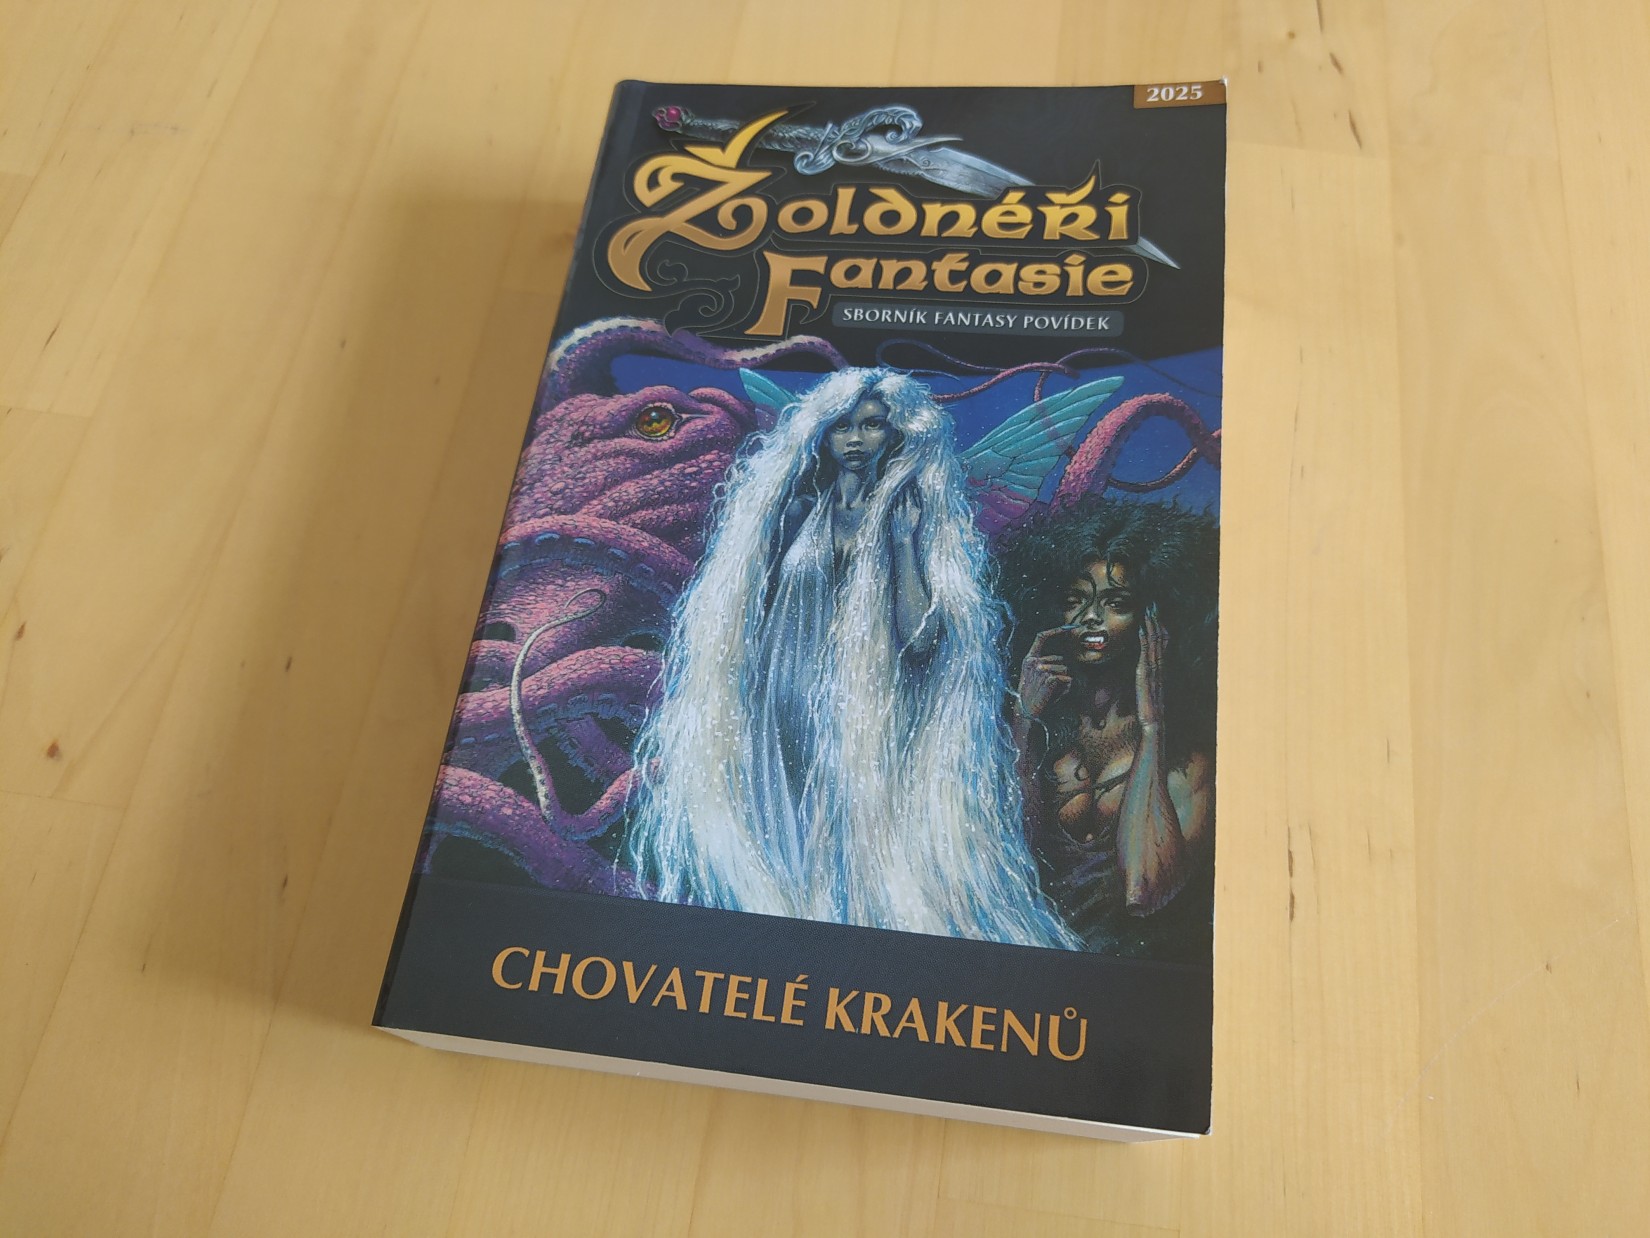 2025
Žoldnéři
Fantasie
SBORNÍK FANTASY POVÍDEK
CHOVATELÉ KRAKENŮ